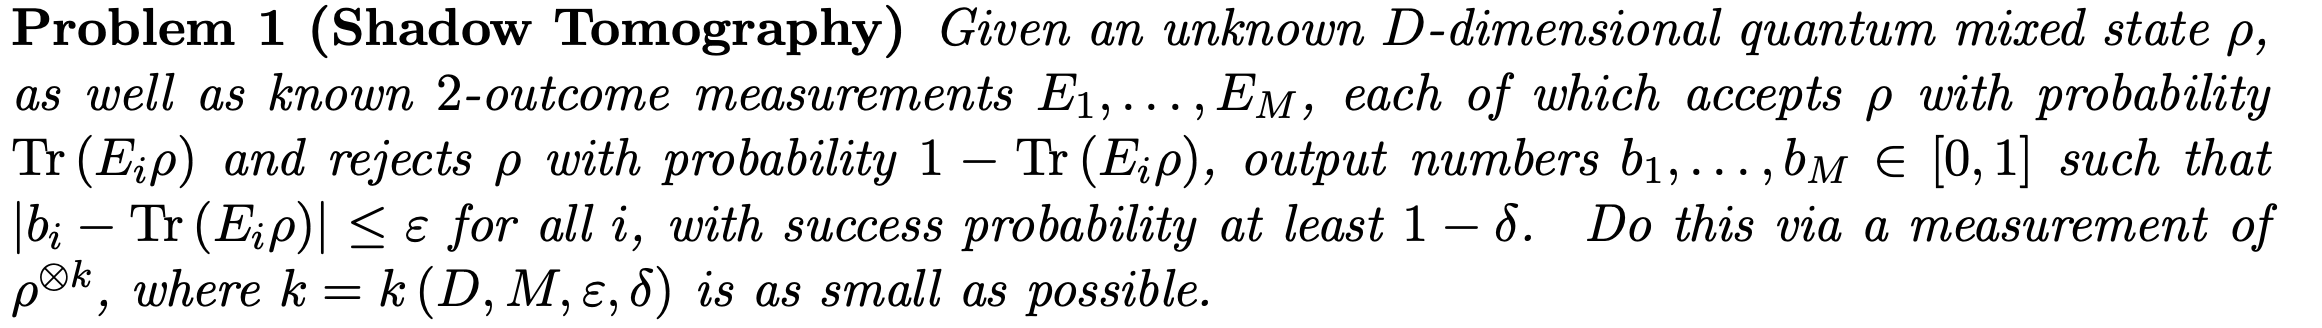 Problem 1 (Shadow Tomography) Given an unknown D-dimensional quantum mixed state ρ,
as well as known 2-outcome measurements E₁, . . . , E_M, each of which accepts ρ with probability
Tr (Eᵢρ) and rejects ρ with probability 1 − Tr (Eᵢρ), output numbers b₁, . . . , b_M ∈ [0, 1] such that
|bᵢ − Tr (Eᵢρ)| ≤ ε for all i, with success probability at least 1 − δ. Do this via a measurement of
ρ^{⊗k}, where k = k (D, M, ε, δ) is as small as possible.